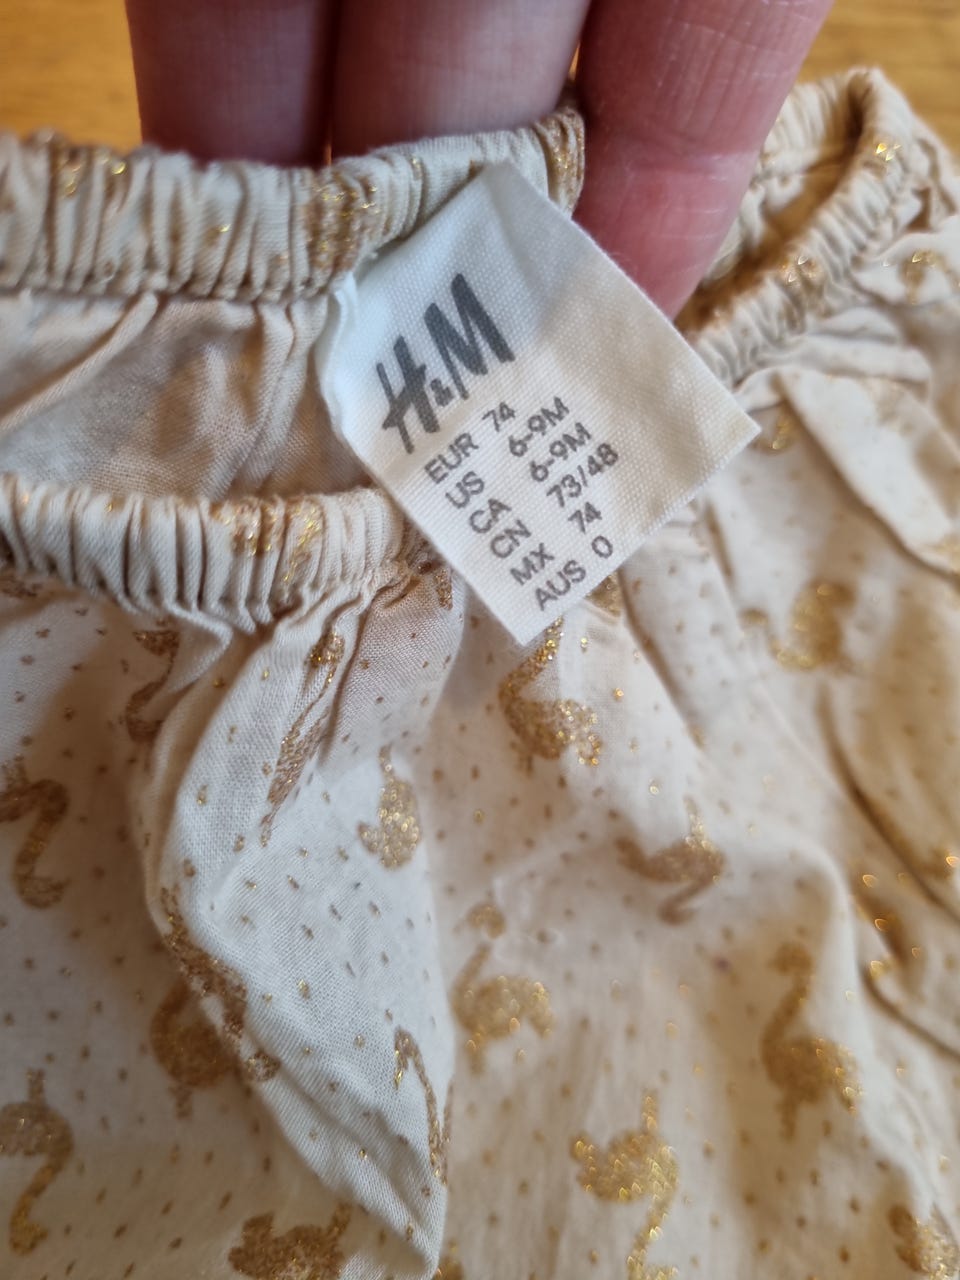 H&M
EUR 74
US 6-9M
CA 6-9M
CN 73/48
MX 74
AUS 0